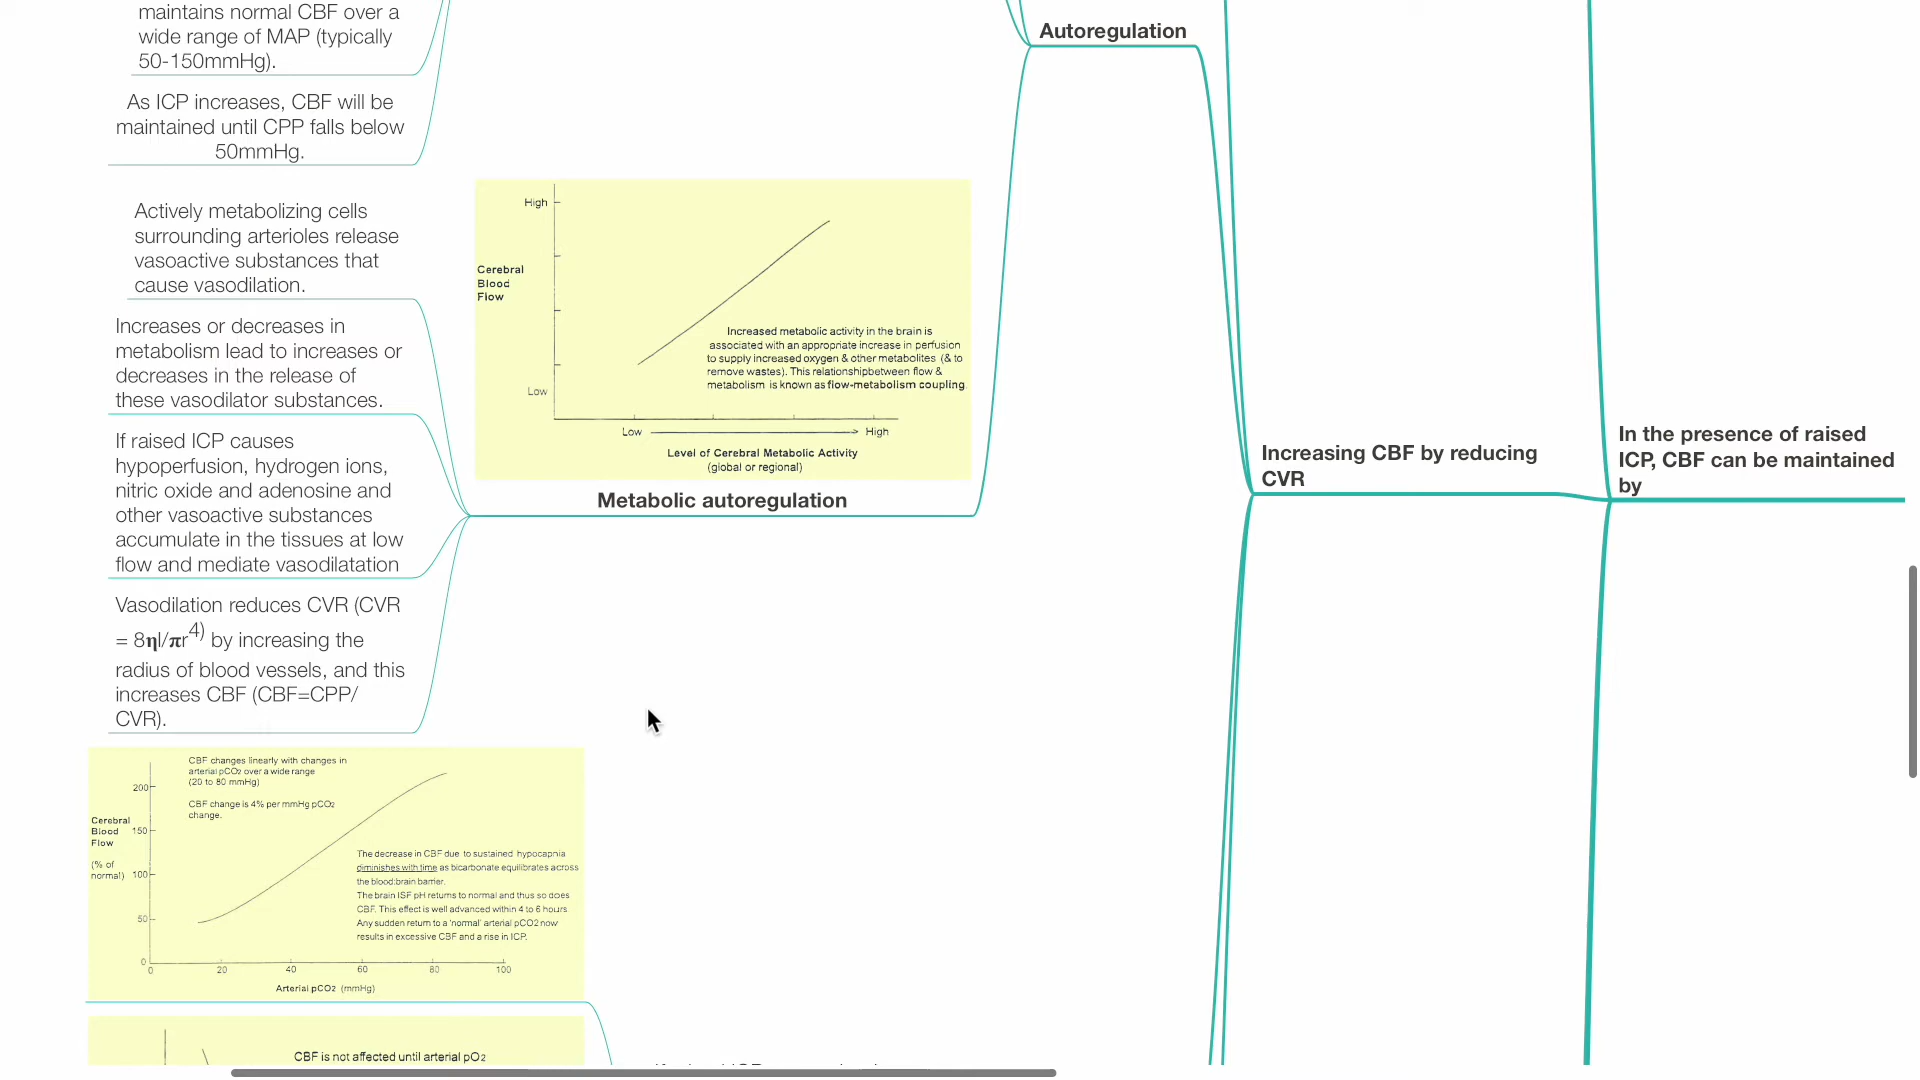 maintains normal CBF over a
wide range of MAP (typically
50-150mmHg).
As ICP increases, CBF will be
maintained until CPP falls below
50mmHg.
Actively metabolizing cells
surrounding arterioles release
vasoactive substances that
cause vasodilation.
Increases or decreases in
metabolism lead to increases or
decreases in the release of
these vasodilator substances.
If raised ICP causes
hypoperfusion, hydrogen ions,
nitric oxide and adenosine and
other vasoactive substances
accumulate in the tissues at low
flow and mediate vasodilatation
Vasodilation reduces CVR (CVR
= 8ηl/πr4) by increasing the
radius of blood vessels, and this
increases CBF (CBF=CPP/
CVR).
High
Cerebral
Blood
Flow
Low
Increased metabolic activity in the brain is
associated with an appropriate increase in perfusion
to supply increased oxygen & other metabolites (& to
remove wastes). This relationshipbetween flow &
metabolism is known as flow-metabolism coupling.
Low
High
Level of Cerebral Metabolic Activity
(global or regional)
Metabolic autoregulation
Autoregulation
Increasing CBF by reducing
CVR
In the presence of raised
ICP, CBF can be maintained
by
CBF changes linearly with changes in
arterial pCO2 over a wide range
(20 to 80 mmHg)
CBF change is 4% per mmHg pCO2
change.
Cerebral
Blood
Flow
(% of
normal)
200
150
100
50
0
The decrease in CBF due to sustained hypocapnia
diminishes with time as bicarbonate equilibrates across
the blood:brain barrier.
The brain ISF pH returns to normal and thus so does
CBF. This effect is well advanced within 4 to 6 hours
Any sudden return to a 'normal' arterial pCO2 now
results in excessive CBF and a rise in ICP.
0 20 40 60 80 100
Arterial pCO2 (mmHg)
CBF is not affected until arterial pO2